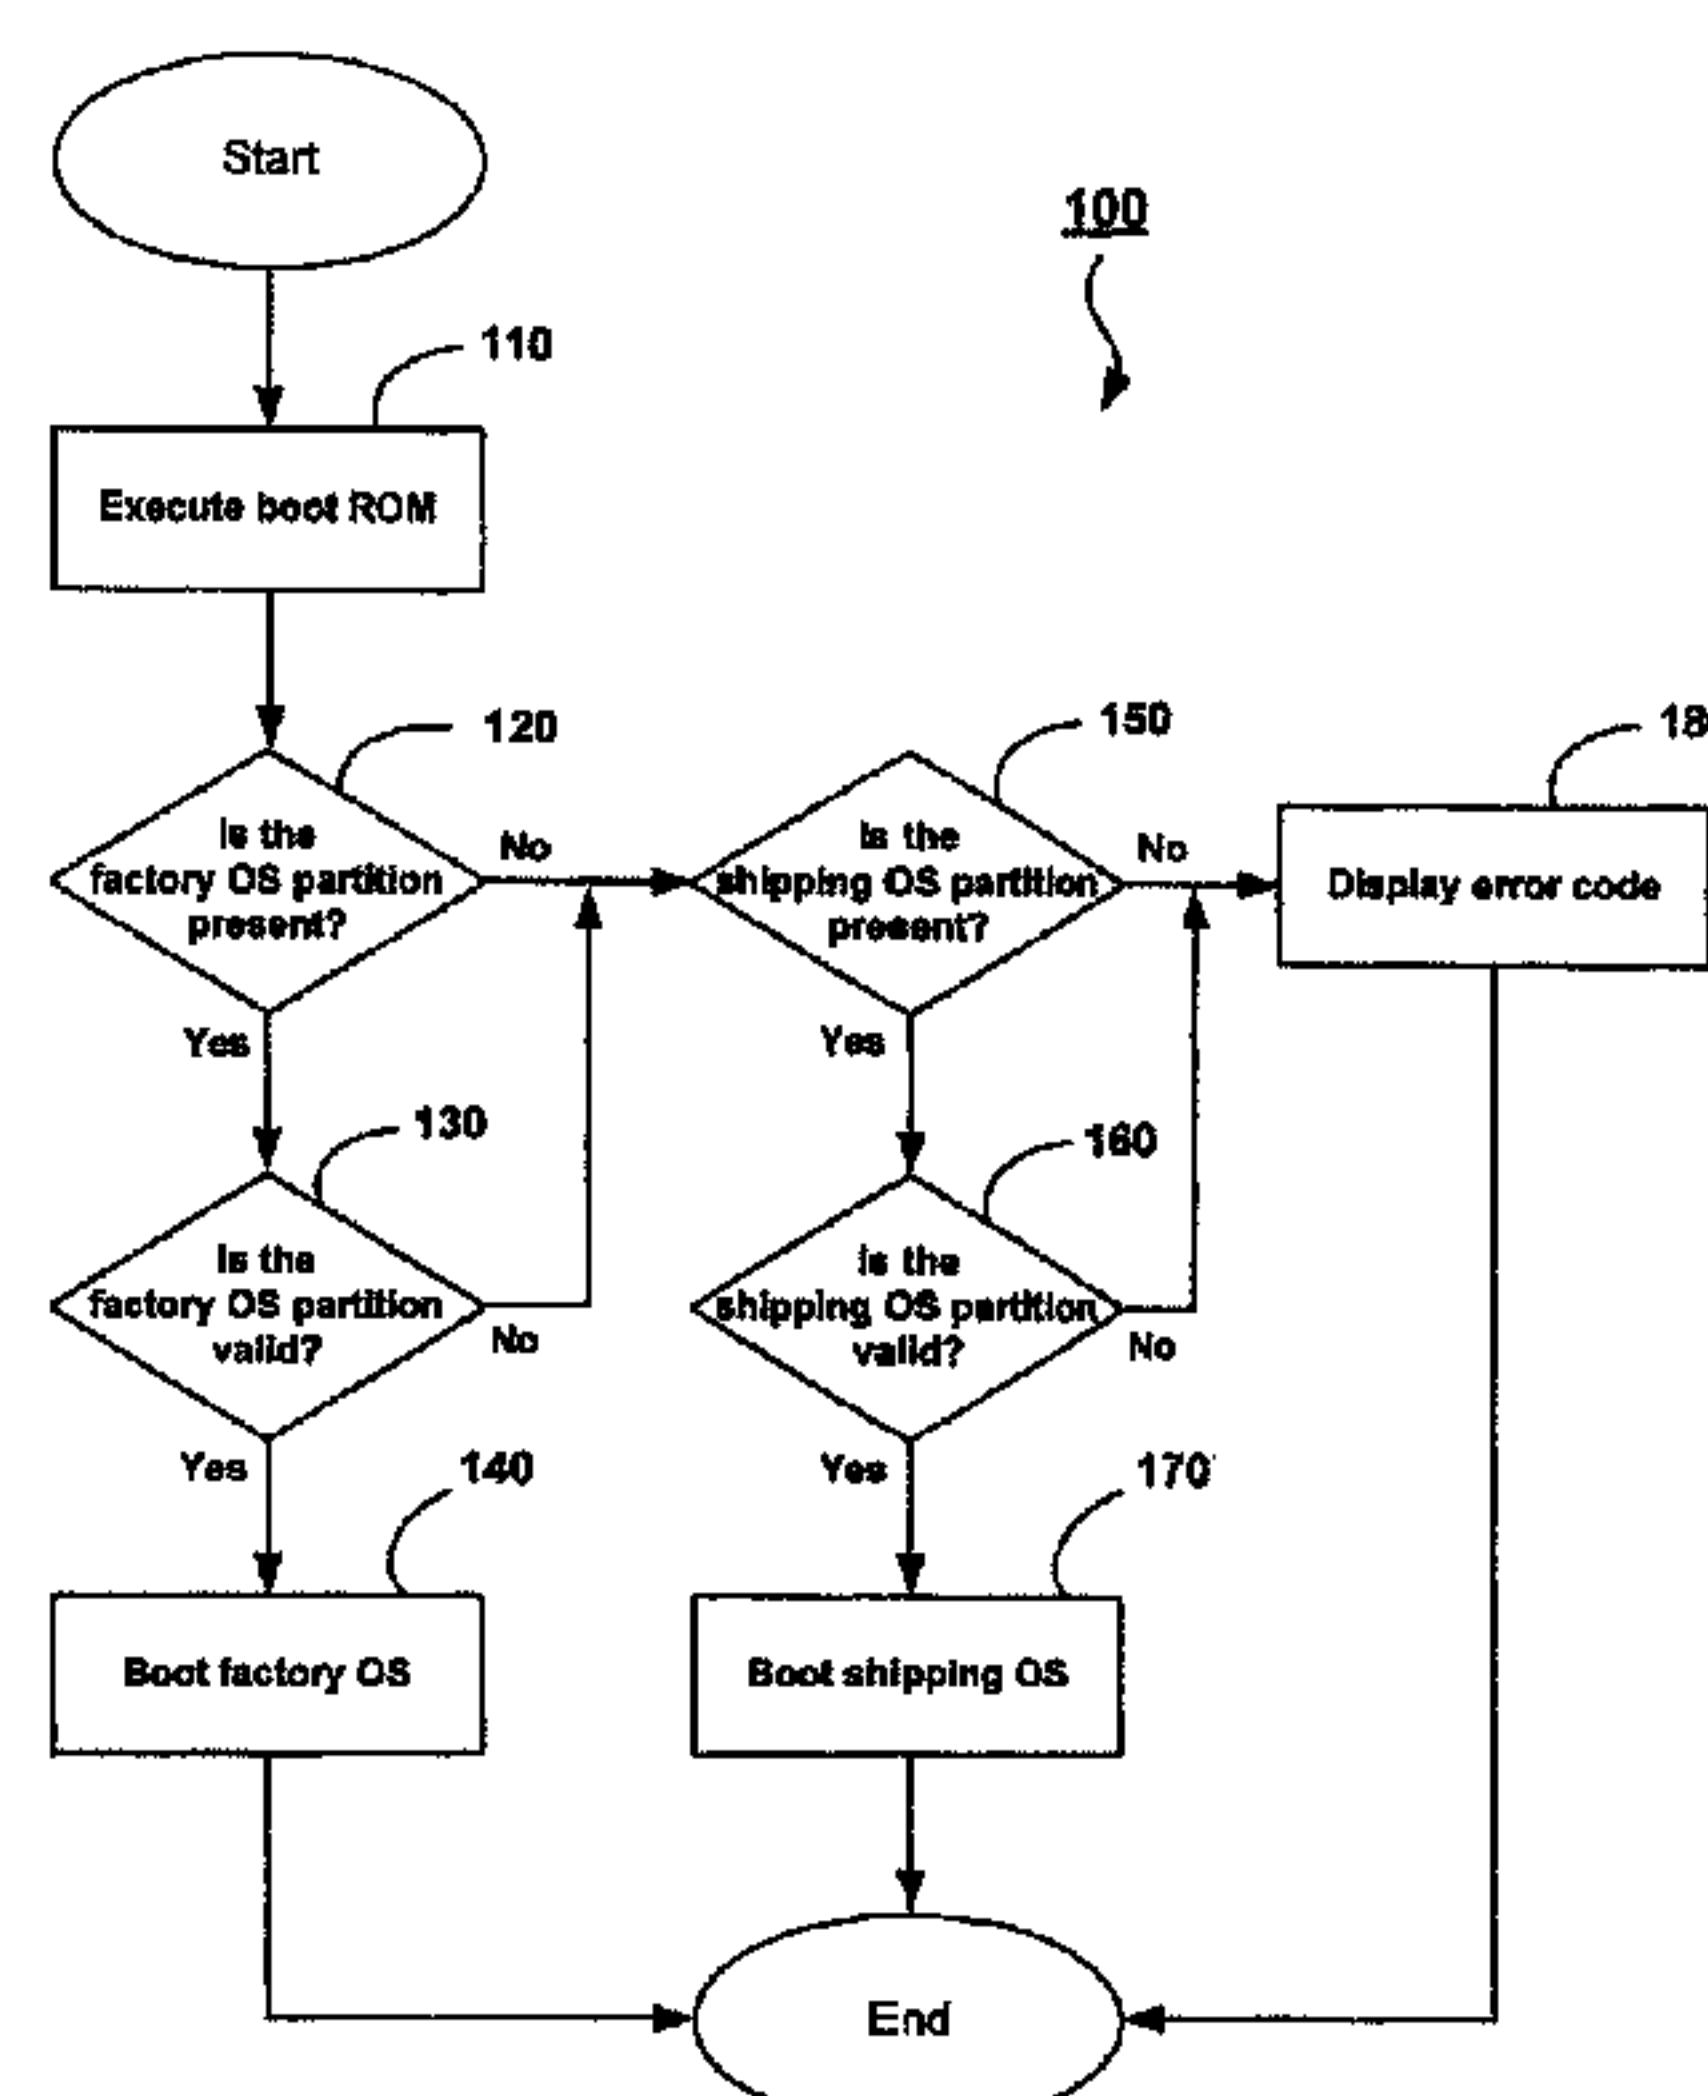 Start
100
110
Execute boot ROM
120
150
18
Is the
factory OS partition
present?
No
Is the
shipping OS partition
present?
No
Display error code
Yes
Yes
130
160
Is the
factory OS partition
valid?
No
Is the
shipping OS partition
valid?
No
Yes
140
Yes
170
Boot factory OS
Boot shipping OS
End